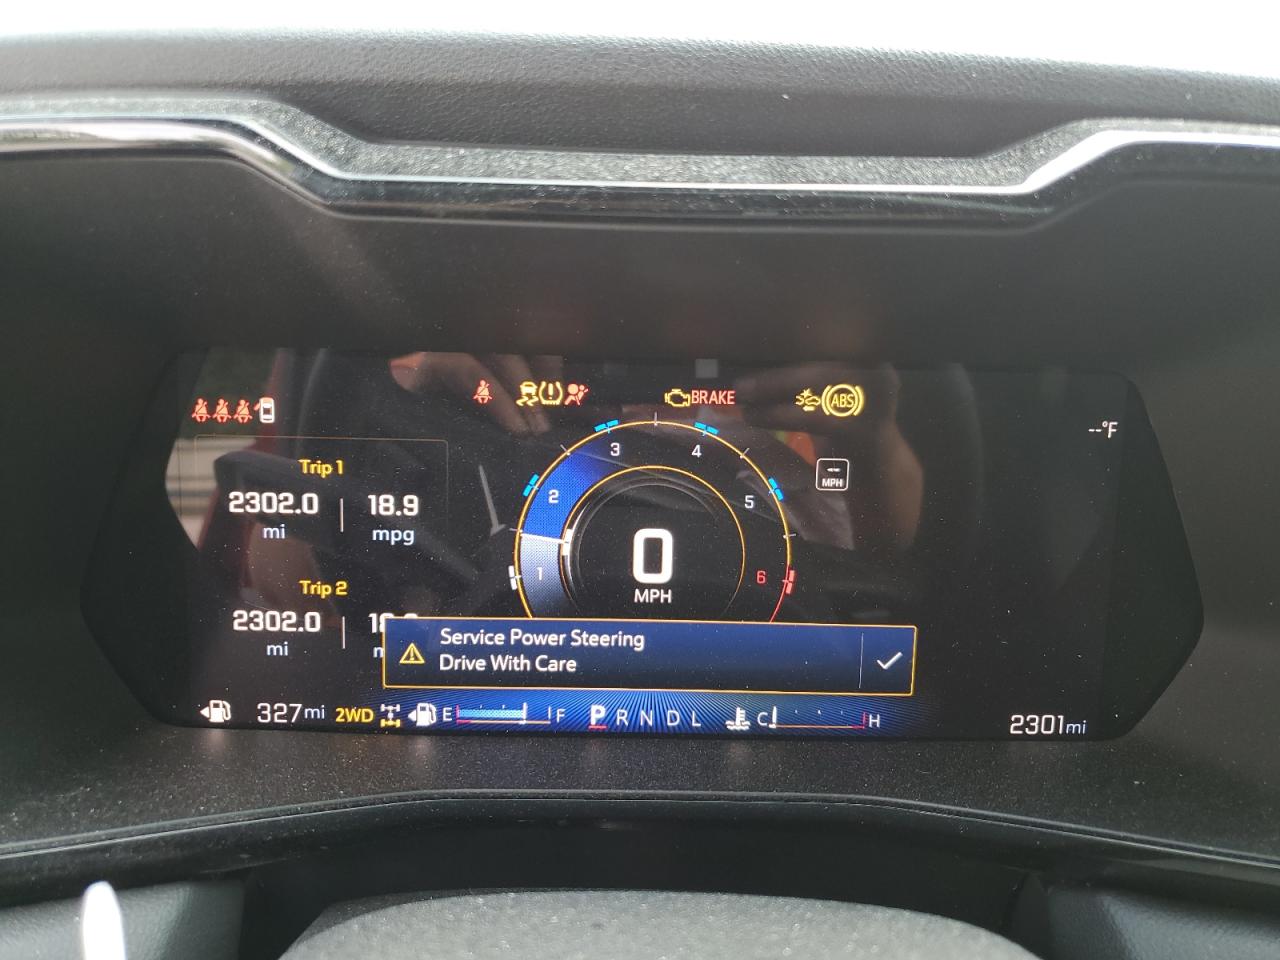 BRAKE
ABS
--°F
Trip 1
2302.0 mi
18.9 mpg
Trip 2
2302.0 mi
1 2 3 4 5 6
0
MPH
--
MPH
Service Power Steering
Drive With Care
327mi
2WD
E F
P R N D L
C H
2301mi